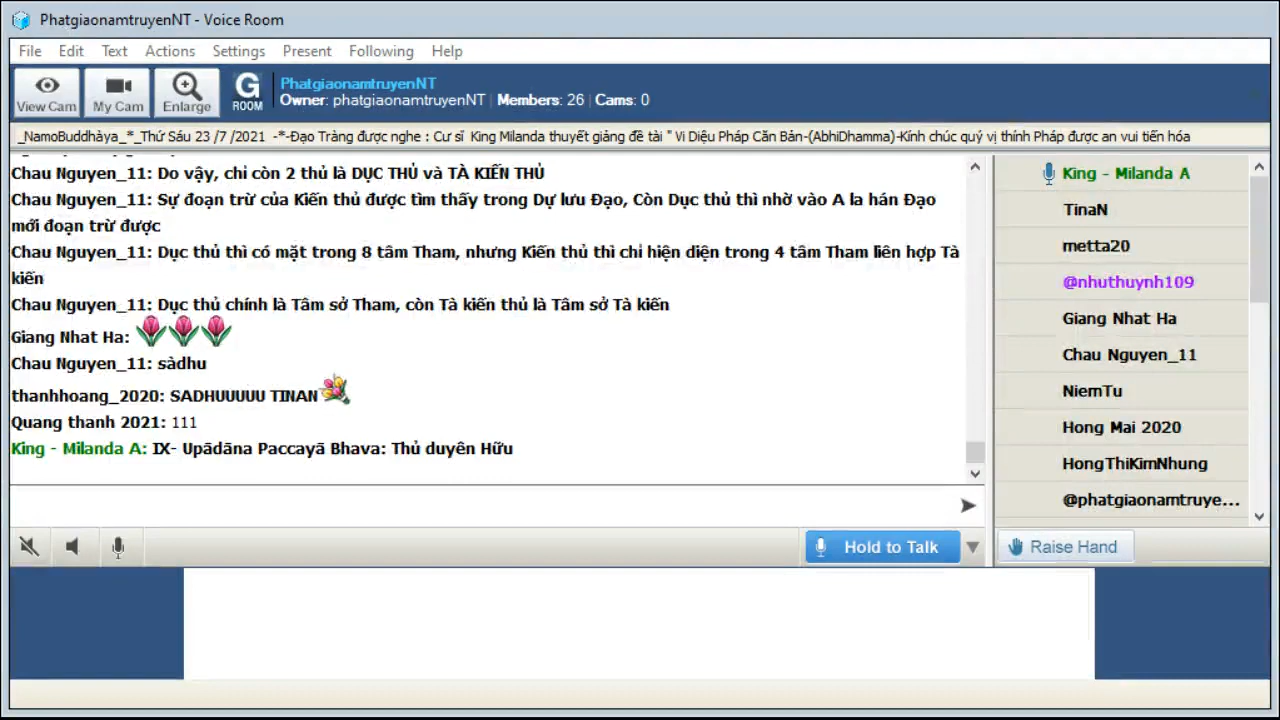 PhatgiaonamtruyenNT - Voice Room
File Edit Text Actions Settings Present Following Help
View Cam My Cam Enlarge G ROOM
PhatgiaonamtruyenNT
Owner: phatgiaonamtruyenNT | Members: 26 | Cams: 0
_NamoBuddhàya_*_Thứ Sáu 23 /7 /2021 -*-Đạo Tràng được nghe : Cư sĩ King Milanda thuyết giảng đề tài " Vi Diệu Pháp Căn Bản-(AbhiDhamma)-Kính chúc quý vị thính Pháp được an vui tiến hóa
Chau Nguyen_11: Do vậy, chỉ còn 2 thủ là DỤC THỦ và TÀ KIẾN THỦ
Chau Nguyen_11: Sự đoạn trừ của Kiến thủ được tìm thấy trong Dự lưu Đạo, Còn Dục thủ thì nhờ vào A la hán Đạo
mới đoạn trừ được
Chau Nguyen_11: Dục thủ thì có mặt trong 8 tâm Tham, nhưng Kiến thủ thì chỉ hiện diện trong 4 tâm Tham liên hợp Tà
kiến
Chau Nguyen_11: Dục thủ chính là Tâm sở Tham, còn Tà kiến thủ là Tâm sở Tà kiến
Giang Nhat Ha:
Chau Nguyen_11: sàdhu
thanhhoang_2020: SADHUUUUU TINAN
Quang thanh 2021: 111
King - Milanda A: IX- Upādāna Paccayā Bhava: Thủ duyên Hữu
King - Milanda A
TinaN
metta20
@nhuthuynh109
Giang Nhat Ha
Chau Nguyen_11
NiemTu
Hong Mai 2020
HongThiKimNhung
@phatgiaonamtruye...
Hold to Talk
Raise Hand